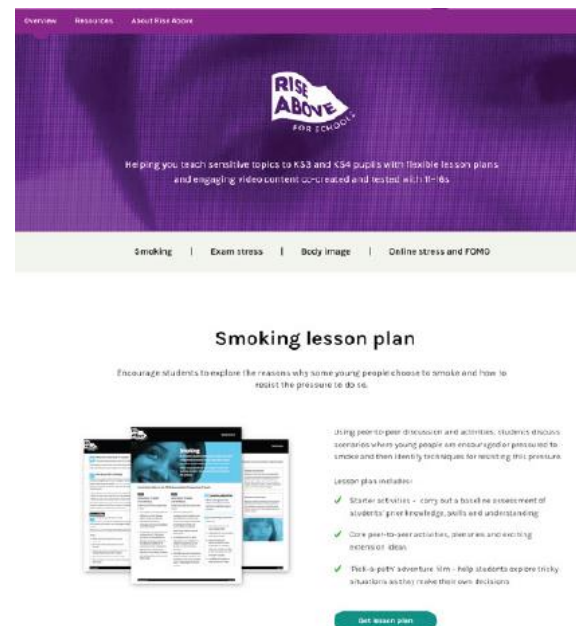 Overview Resources About Rise Above
RISE
ABOVE
FOR SCHOOLS
Helping you teach sensitive topics to KS3 and KS4 pupils with flexible lesson plans
and engaging video content co-created and tested with 11-16s
Smoking | Exam stress | Body image | Online stress and FOMO
Smoking lesson plan
Encourage students to explore the reasons why some young people choose to smoke and how to
resist the pressure to do so.
Smoking
Using peer-to-peer discussion and activities, students discuss
scenarios where young people are encouraged or pressured to
smoke and then identify techniques for resisting this pressure
Lesson plan includes:
Starter activities - carry out a baseline assessment of
students' prior knowledge, skills and understanding
Core peer-to-peer activities, plenaries and exciting
extension ideas
'Pick-a-path' adventure film - help students explore tricky
situations as they make their own decisions
Get lesson plan